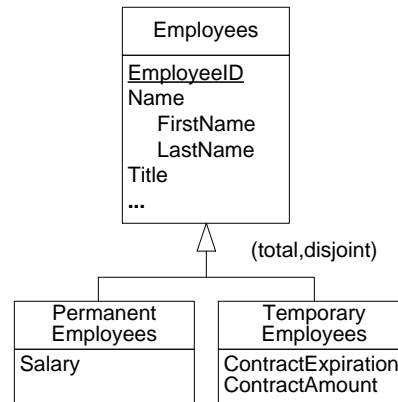 Employees
EmployeeID
Name
FirstName
LastName
Title
...
(total,disjoint)
Permanent
Employees
Salary
Temporary
Employees
ContractExpiration
ContractAmount